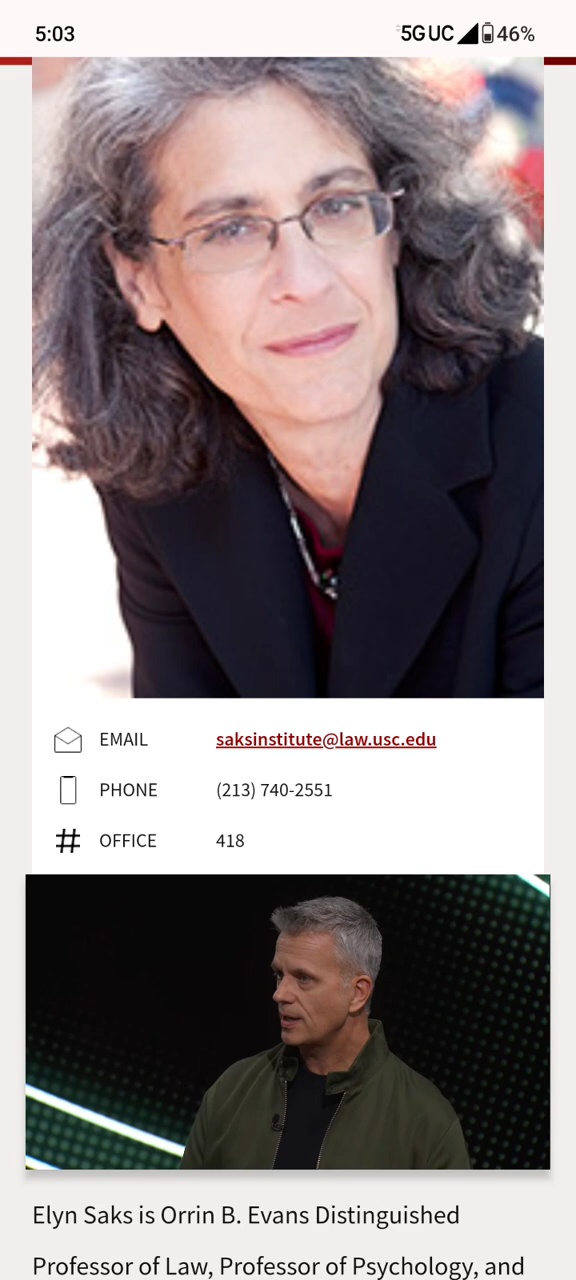 5:03 5G UC 46%
EMAIL saksinstitute@law.usc.edu
PHONE (213) 740-2551
# OFFICE 418
Elyn Saks is Orrin B. Evans Distinguished
Professor of Law, Professor of Psychology, and